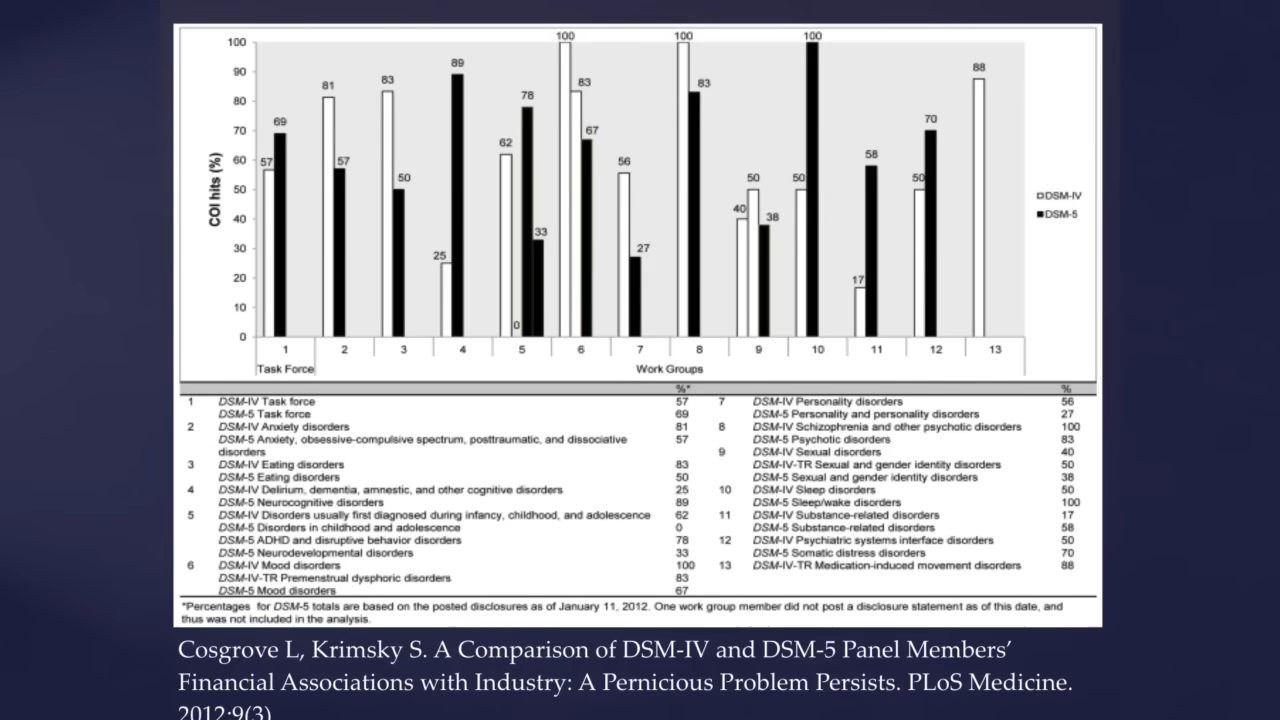 100
90
80
70
60
50
40
30
20
10
0
COI hits (%)
57
69
81
57
83
50
25
89
62
0
78
33
100
83
67
56
27
100
83
40
50
38
50
100
17
58
50
70
88
DSM-IV
DSM-5
1 2 3 4 5 6 7 8 9 10 11 12 13
Task Force Work Groups
%*
1 DSM-IV Task force 57
DSM-5 Task force 69
2 DSM-IV Anxiety disorders 81
DSM-5 Anxiety, obsessive-compulsive spectrum, posttraumatic, and dissociative 57
disorders
3 DSM-IV Eating disorders 83
DSM-5 Eating disorders 50
4 DSM-IV Delirium, dementia, amnestic, and other cognitive disorders 25
DSM-5 Neurocognitive disorders 89
5 DSM-IV Disorders usually first diagnosed during infancy, childhood, and adolescence 62
DSM-5 Disorders in childhood and adolescence 0
DSM-5 ADHD and disruptive behavior disorders 78
DSM-5 Neurodevelopmental disorders 33
6 DSM-IV Mood disorders 100
DSM-IV-TR Premenstrual dysphoric disorders 83
DSM-5 Mood disorders 67
%
7 DSM-IV Personality disorders 56
DSM-5 Personality and personality disorders 27
8 DSM-IV Schizophrenia and other psychotic disorders 100
DSM-5 Psychotic disorders 83
9 DSM-IV Sexual disorders 40
DSM-IV-TR Sexual and gender identity disorders 50
DSM-5 Sexual and gender identity disorders 38
10 DSM-IV Sleep disorders 50
DSM-5 Sleep/wake disorders 100
11 DSM-IV Substance-related disorders 17
DSM-5 Substance-related disorders 58
12 DSM-IV Psychiatric systems interface disorders 50
DSM-5 Somatic distress disorders 70
13 DSM-IV-TR Medication-induced movement disorders 88
*Percentages for DSM-5 totals are based on the posted disclosures as of January 11, 2012. One work group member did not post a disclosure statement as of this date, and
thus was not included in the analysis.
Cosgrove L, Krimsky S. A Comparison of DSM-IV and DSM-5 Panel Members’
Financial Associations with Industry: A Pernicious Problem Persists. PLoS Medicine.
2012;9(3)